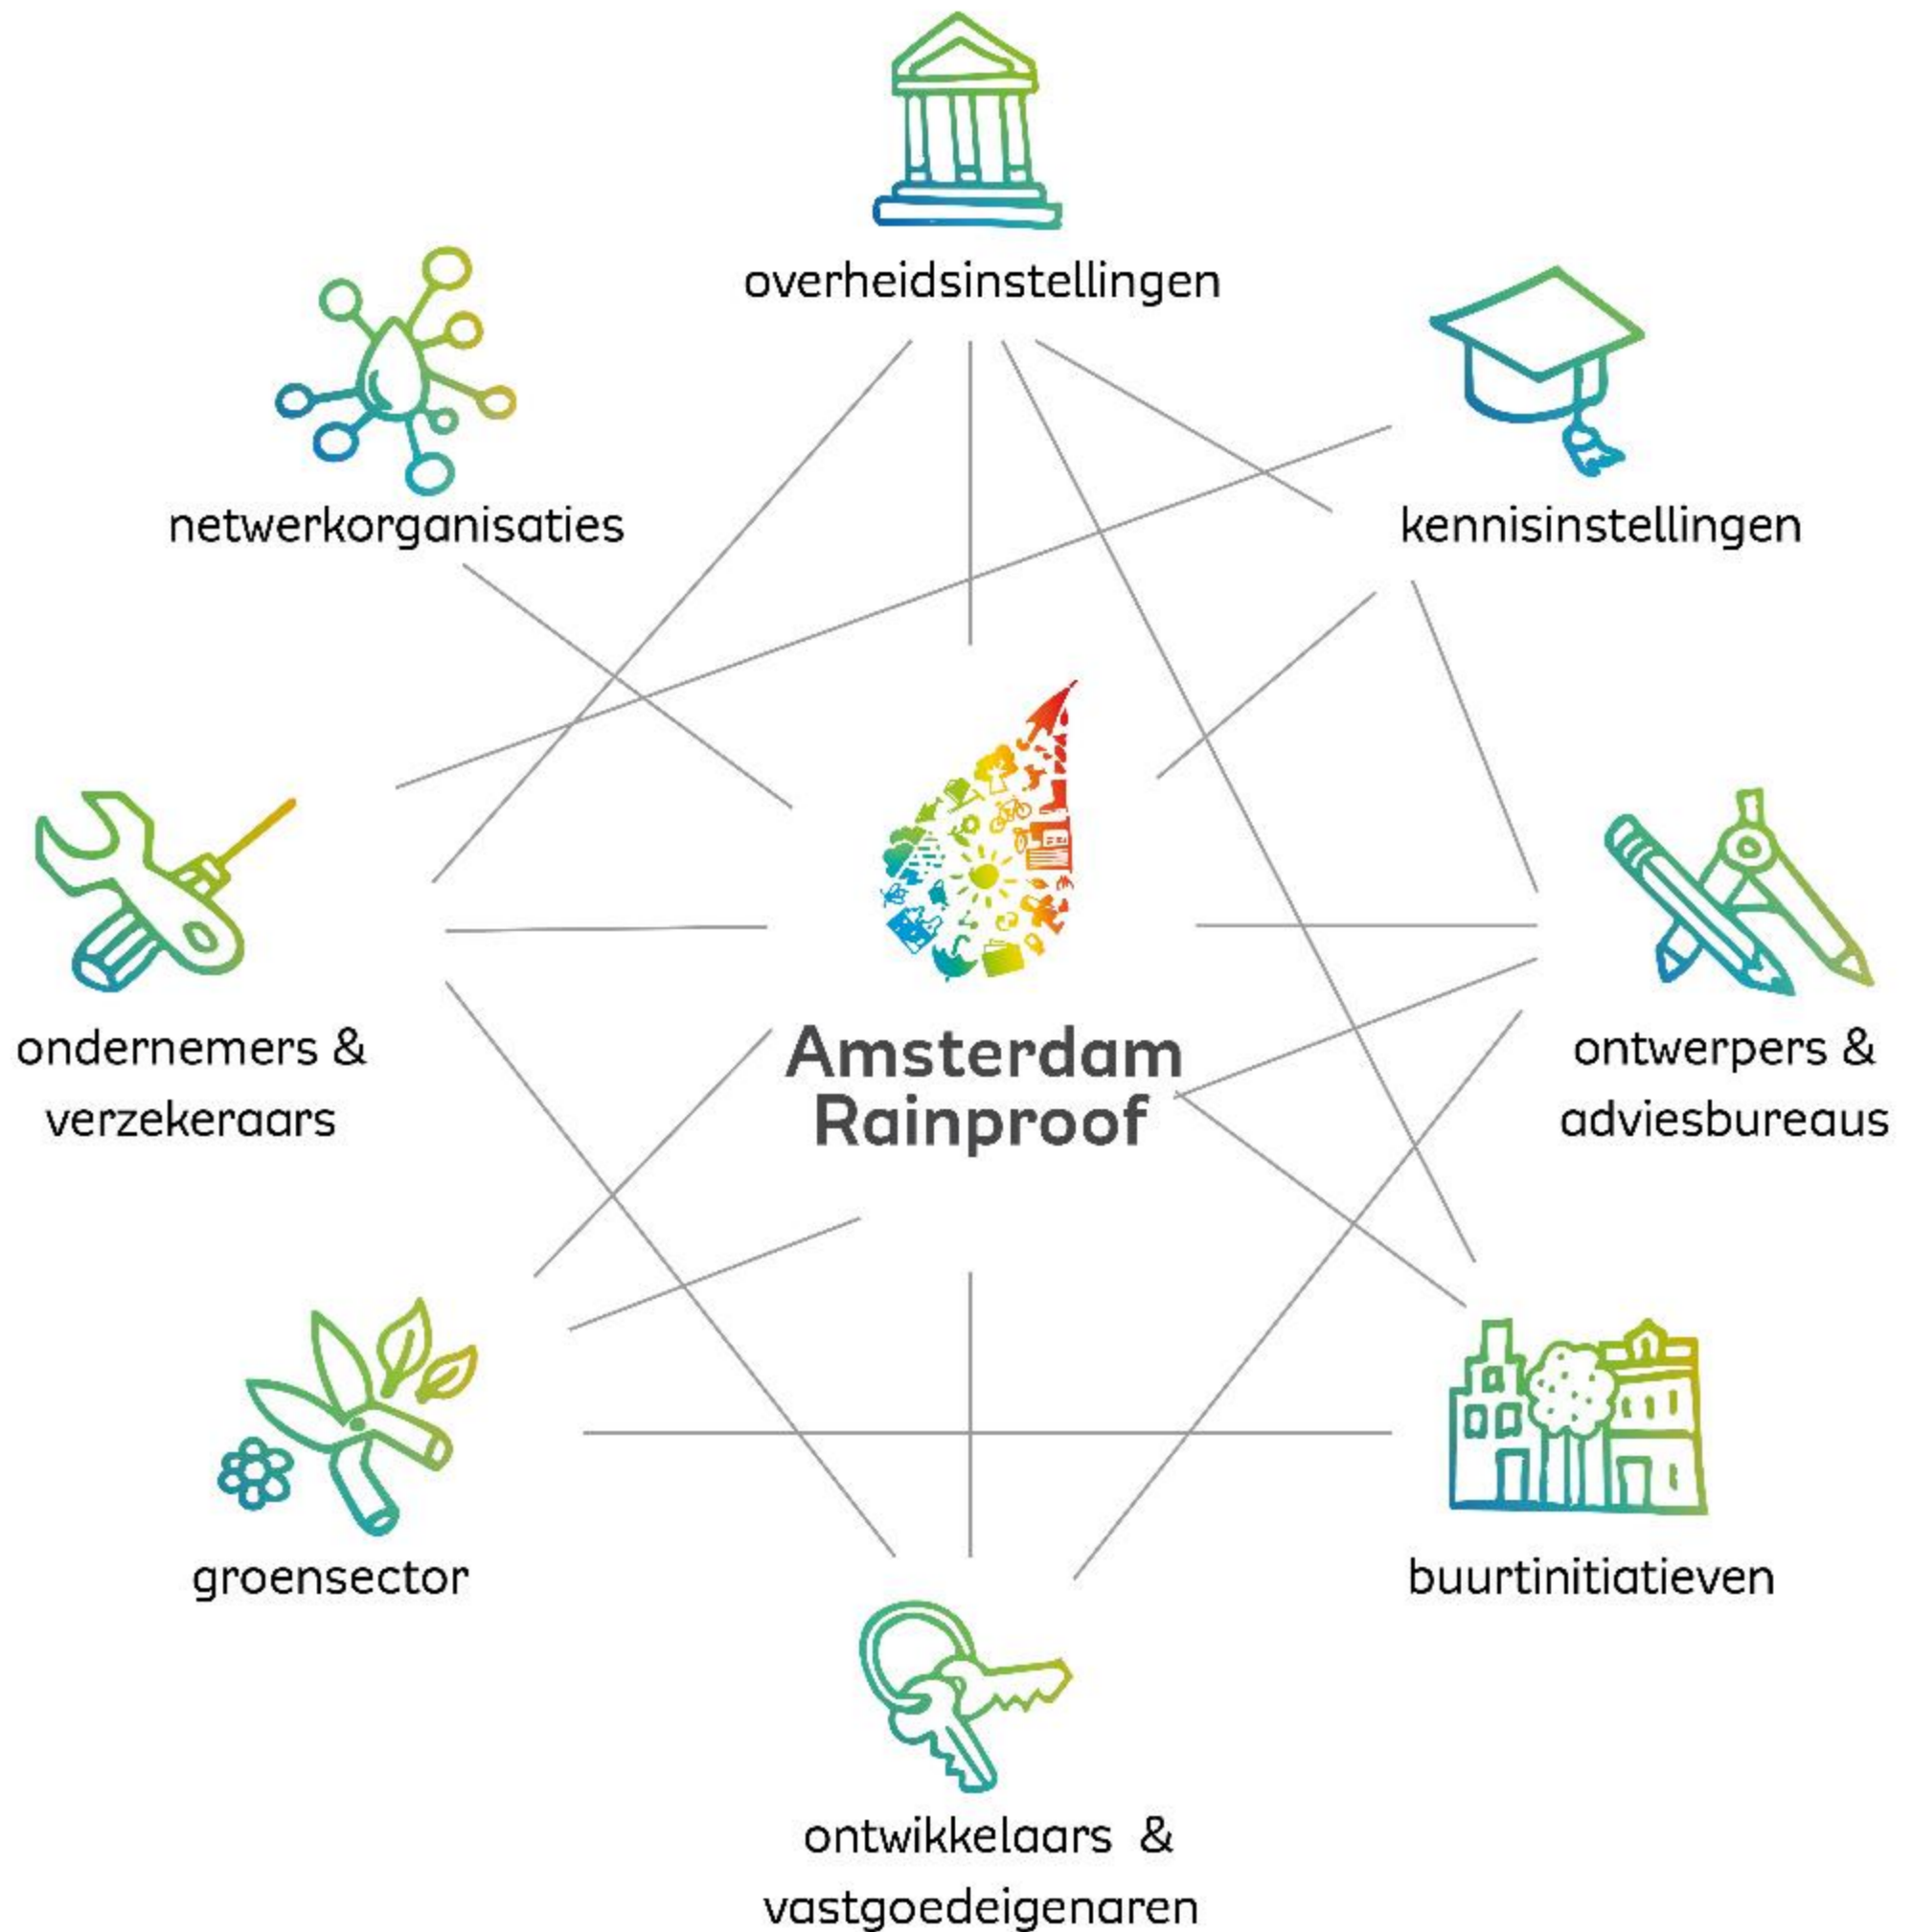 overheidsinstellingen
netwerkorganisaties
kennisinstellingen
ondernemers &
verzekeraars
Amsterdam
Rainproof
ontwerpers &
adviesbureaus
groensector
buurtinitiatieven
ontwikkelaars &
vastgoedeigenaren